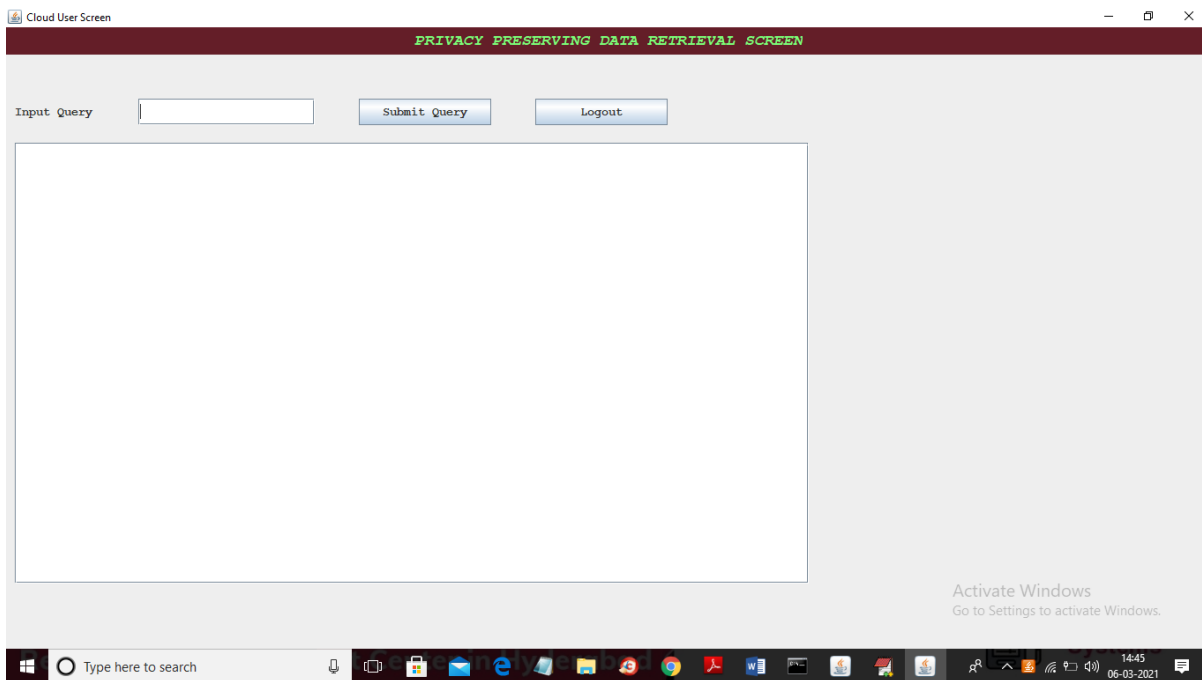 Cloud User Screen
PRIVACY PRESERVING DATA RETRIEVAL SCREEN
Input Query
Submit Query
Logout
Activate Windows
Go to Settings to activate Windows.
Type here to search
14:45
06-03-2021